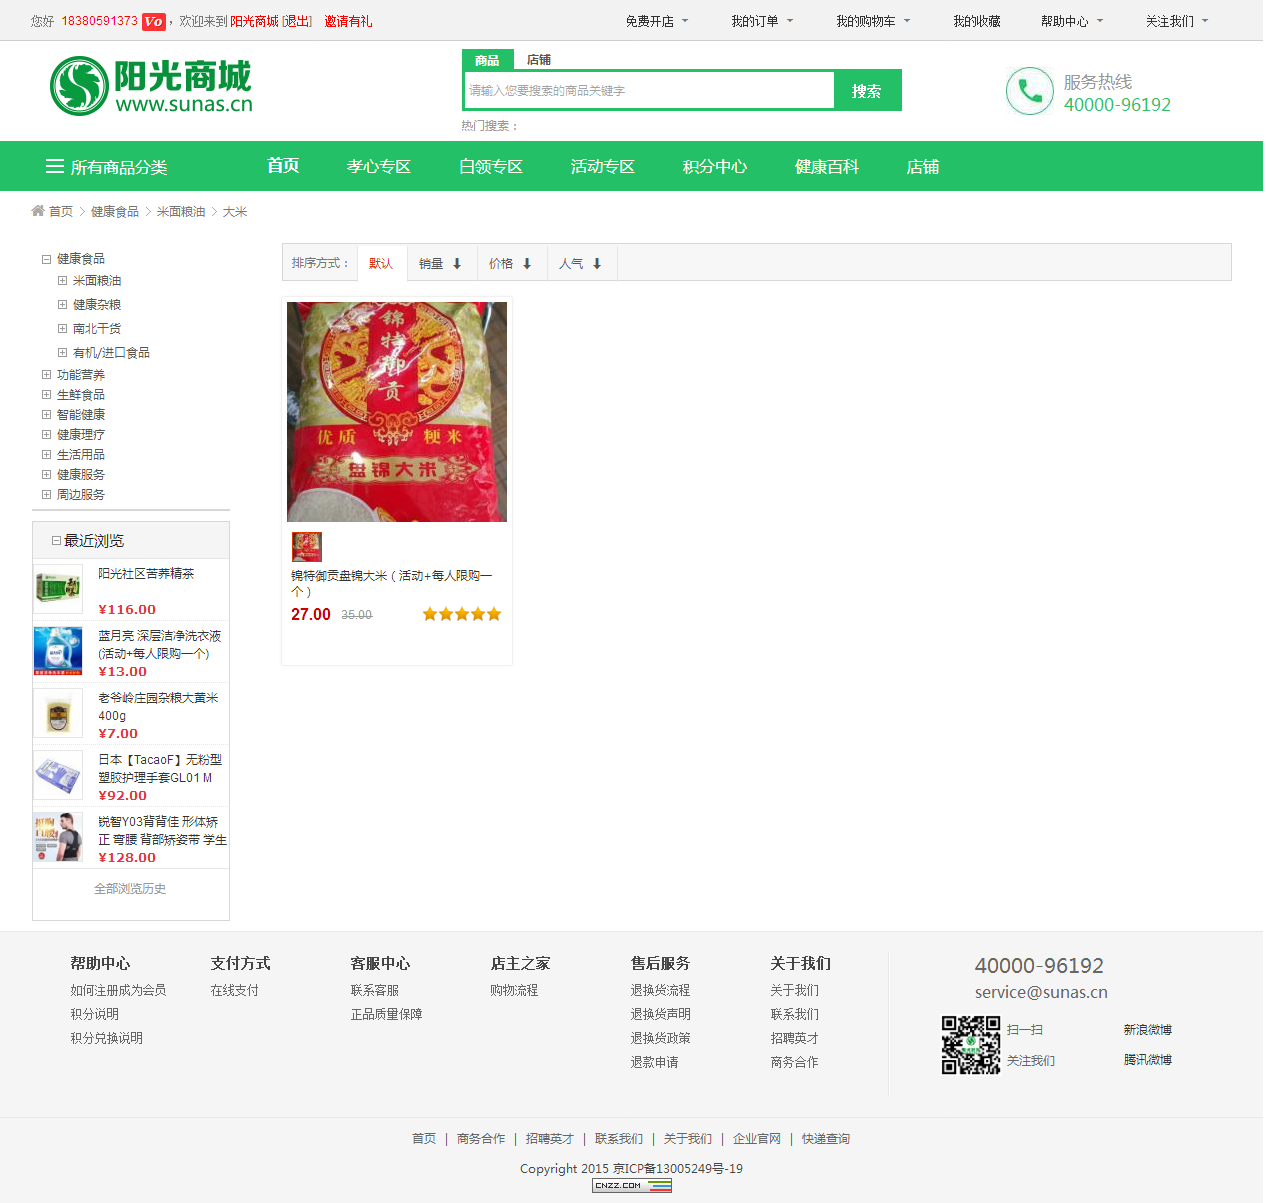 您好 18380591373 Vo ，欢迎来到 阳光商城 [退出] 邀请有礼
免费开店 我的订单 我的购物车 我的收藏 帮助中心 关注我们
阳光商城
www.sunas.cn
商品 店铺
请输入您要搜索的商品关键字 搜索
热门搜索：
服务热线
40000-96192
所有商品分类 首页 孝心专区 白领专区 活动专区 积分中心 健康百科 店铺
首页 > 健康食品 > 米面粮油 > 大米
健康食品
米面粮油
健康杂粮
南北干货
有机/进口食品
功能营养
生鲜食品
智能健康
健康理疗
生活用品
健康服务
周边服务
最近浏览
阳光社区苦荞精茶
¥116.00
蓝月亮 深层洁净洗衣液
(活动+每人限购一个)
¥13.00
老爷岭庄园杂粮大黄米
400g
¥7.00
日本【TacaoF】无粉型
塑胶护理手套GL01 M
¥92.00
锐智Y03背背佳 形体矫
正 弯腰 背部矫姿带 学生
¥128.00
全部浏览历史
排序方式： 默认 销量 价格 人气
锦特御贡
优质 粳米
盘锦大米
锦特御贡盘锦大米（活动+每人限购一
个）
27.00 35.00
帮助中心
如何注册成为会员
积分说明
积分兑换说明
支付方式
在线支付
客服中心
联系客服
正品质量保障
店主之家
购物流程
售后服务
退换货流程
退换货声明
退换货政策
退款申请
关于我们
关于我们
联系我们
招聘英才
商务合作
40000-96192
service@sunas.cn
扫一扫
关注我们
新浪微博
腾讯微博
首页 | 商务合作 | 招聘英才 | 联系我们 | 关于我们 | 企业官网 | 快递查询
Copyright 2015 京ICP备13005249号-19
CNZZ.COM